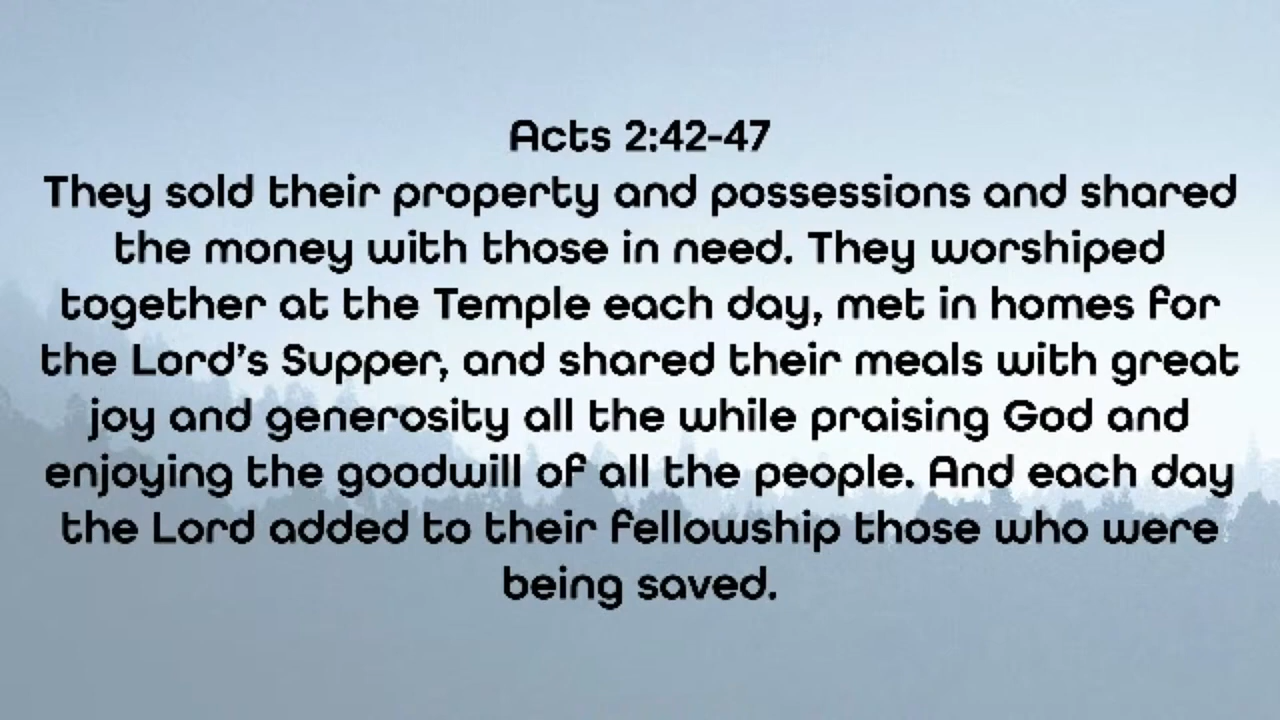 Acts 2:42-47
They sold their property and possessions and shared
the money with those in need. They worshiped
together at the Temple each day, met in homes for
the Lord's Supper, and shared their meals with great
joy and generosity all the while praising God and
enjoying the goodwill of all the people. And each day
the Lord added to their fellowship those who were
being saved.